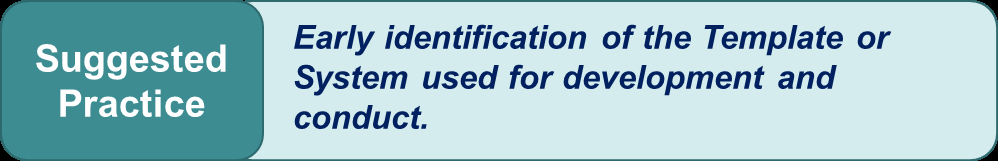 Suggested
Practice
Early identification of the Template or
System used for development and
conduct.